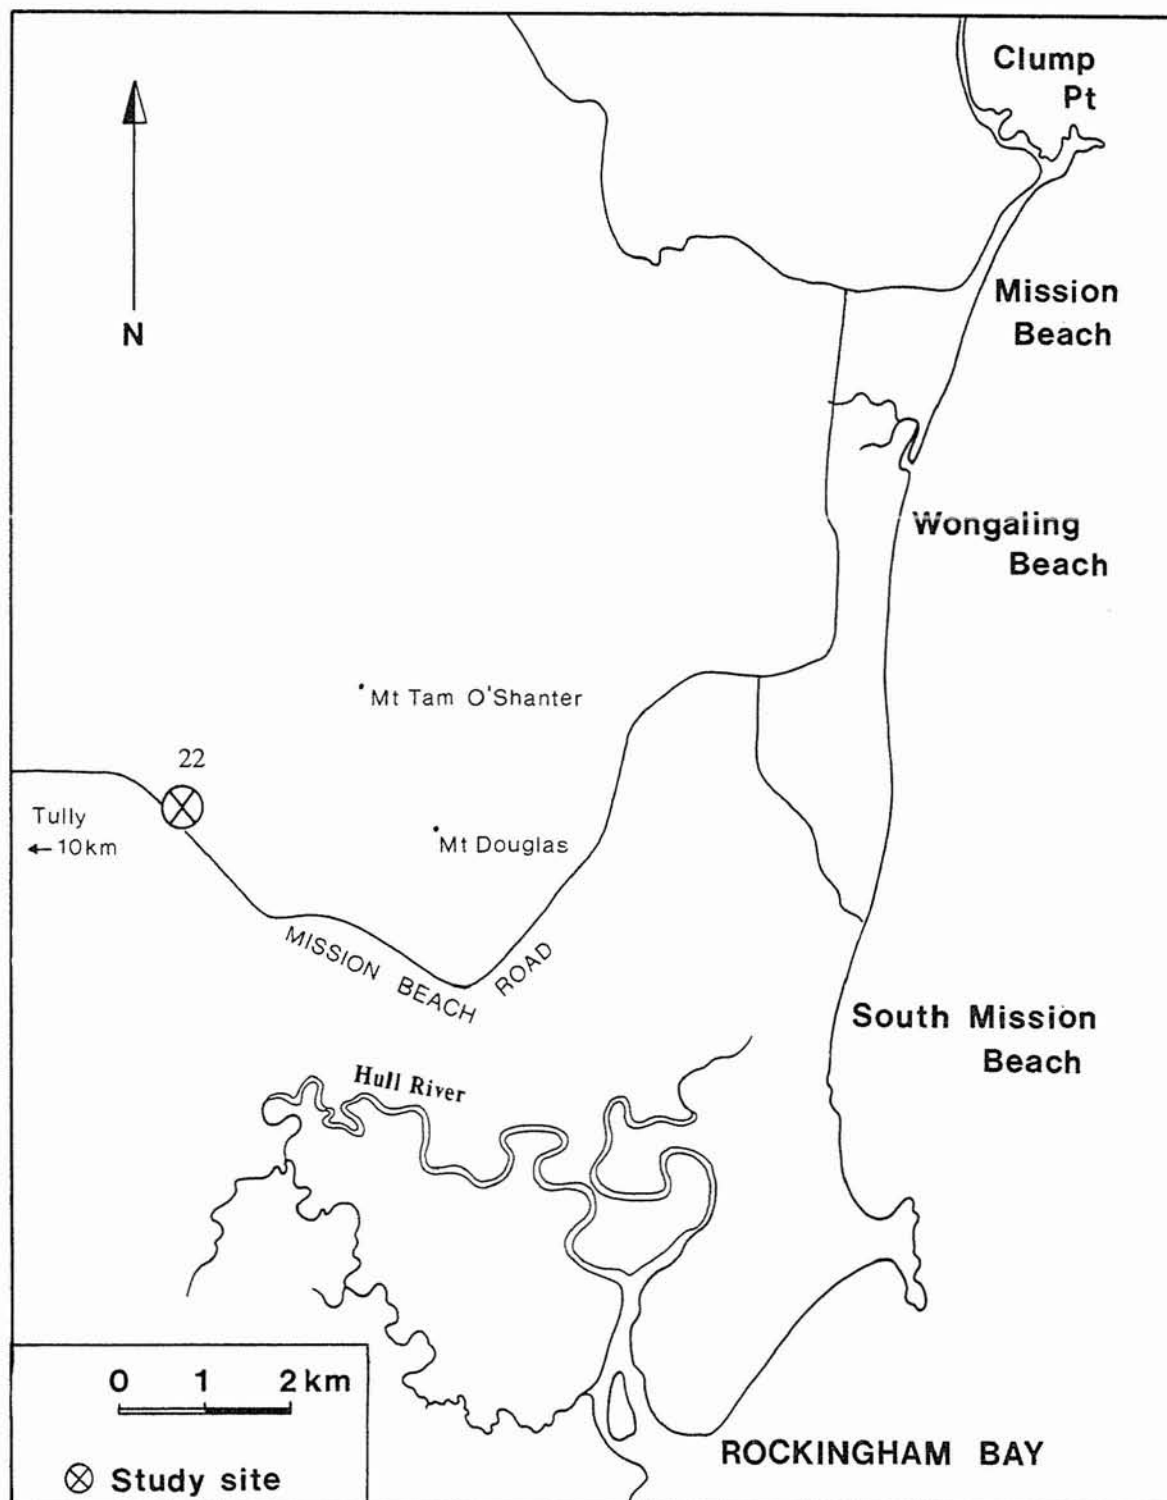 Clump
Pt
N
Mission
Beach
Wongaling
Beach
Mt Tam O'Shanter
22
Tully
←10km
Mt Douglas
MISSION BEACH ROAD
South Mission
Beach
Hull River
0 1 2 km
ROCKINGHAM BAY
Study site